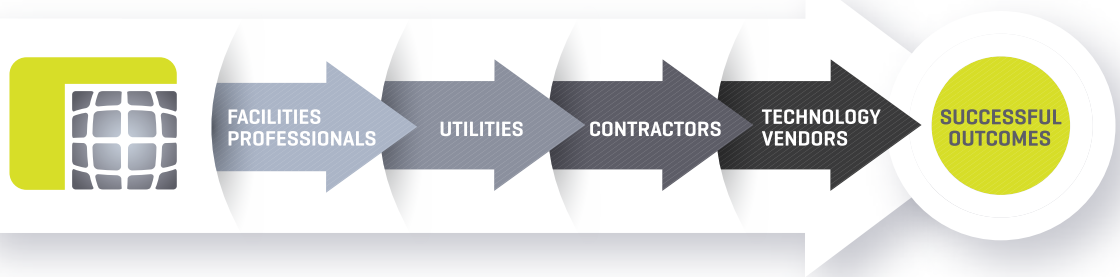 FACILITIES
PROFESSIONALS
UTILITIES
CONTRACTORS
TECHNOLOGY
VENDORS
SUCCESSFUL
OUTCOMES